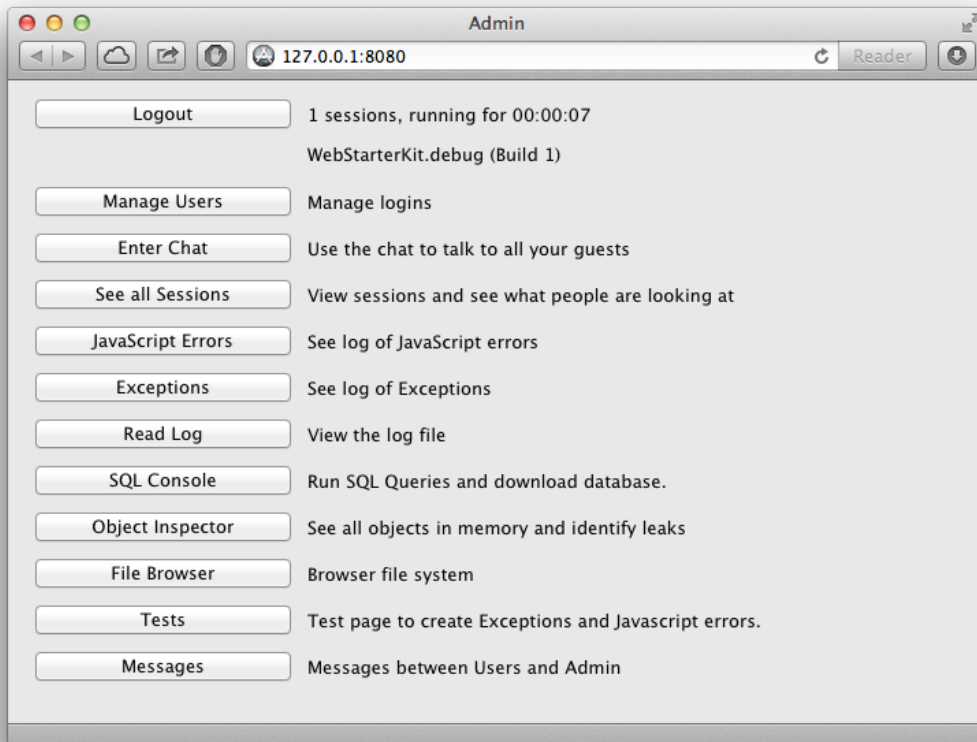 Admin
127.0.0.1:8080
Reader
Logout 1 sessions, running for 00:00:07
WebStarterKit.debug (Build 1)
Manage Users Manage logins
Enter Chat Use the chat to talk to all your guests
See all Sessions View sessions and see what people are looking at
JavaScript Errors See log of JavaScript errors
Exceptions See log of Exceptions
Read Log View the log file
SQL Console Run SQL Queries and download database.
Object Inspector See all objects in memory and identify leaks
File Browser Browser file system
Tests Test page to create Exceptions and Javascript errors.
Messages Messages between Users and Admin